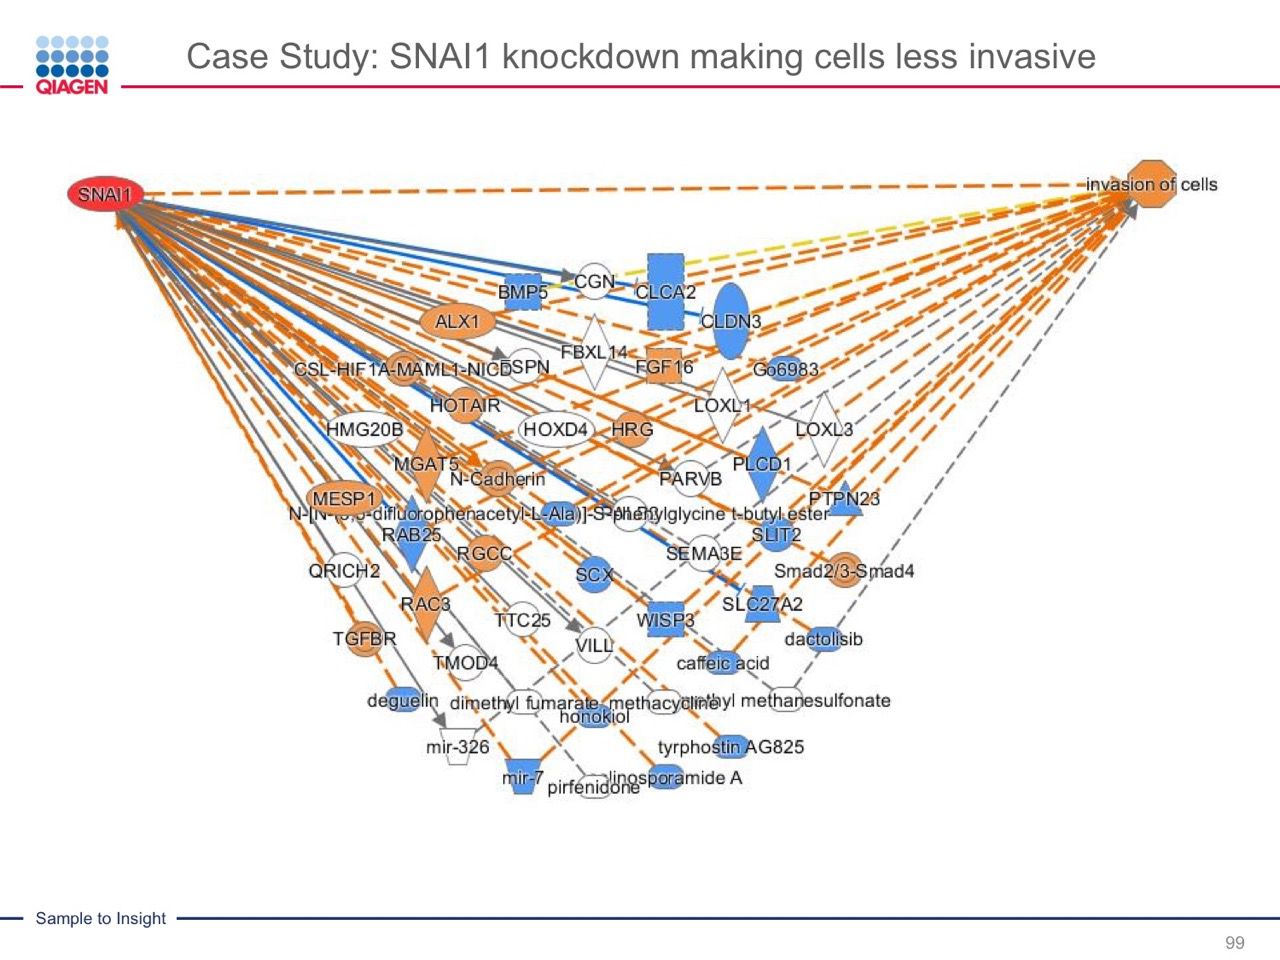 Case Study: SNAI1 knockdown making cells less invasive
QIAGEN
SNAI1
invasion of cells
CGN
BMP5
CLCA2
ALX1
CLDN3
FBXL14
CSL-HIF1A-MAML1-NICD
ESPN
FGF16
Go6983
HOTAIR
LOXL1
HMG20B
HOXD4
HRG
LOXL3
MGAT5
N-Cadherin
PARVB
PLCD1
MESP1
PTPN23
difluorophenacetyl-L-Ala)]-S-phenylglycine t-butyl ester
RAB25
SLIT2
RGCC
SEMA3E
QRICH2
SCX
Smad2/3-Smad4
RAC3
TTC25
WISP3
SLC27A2
TGFBR
VILL
dactolisib
TMOD4
caffeic acid
deguelin
dimethyl fumarate
methacycline
methyl methanesulfonate
honokiol
mir-326
tyrphostin AG825
mir-7
pirfenidone
linosporamide A
Sample to Insight
99